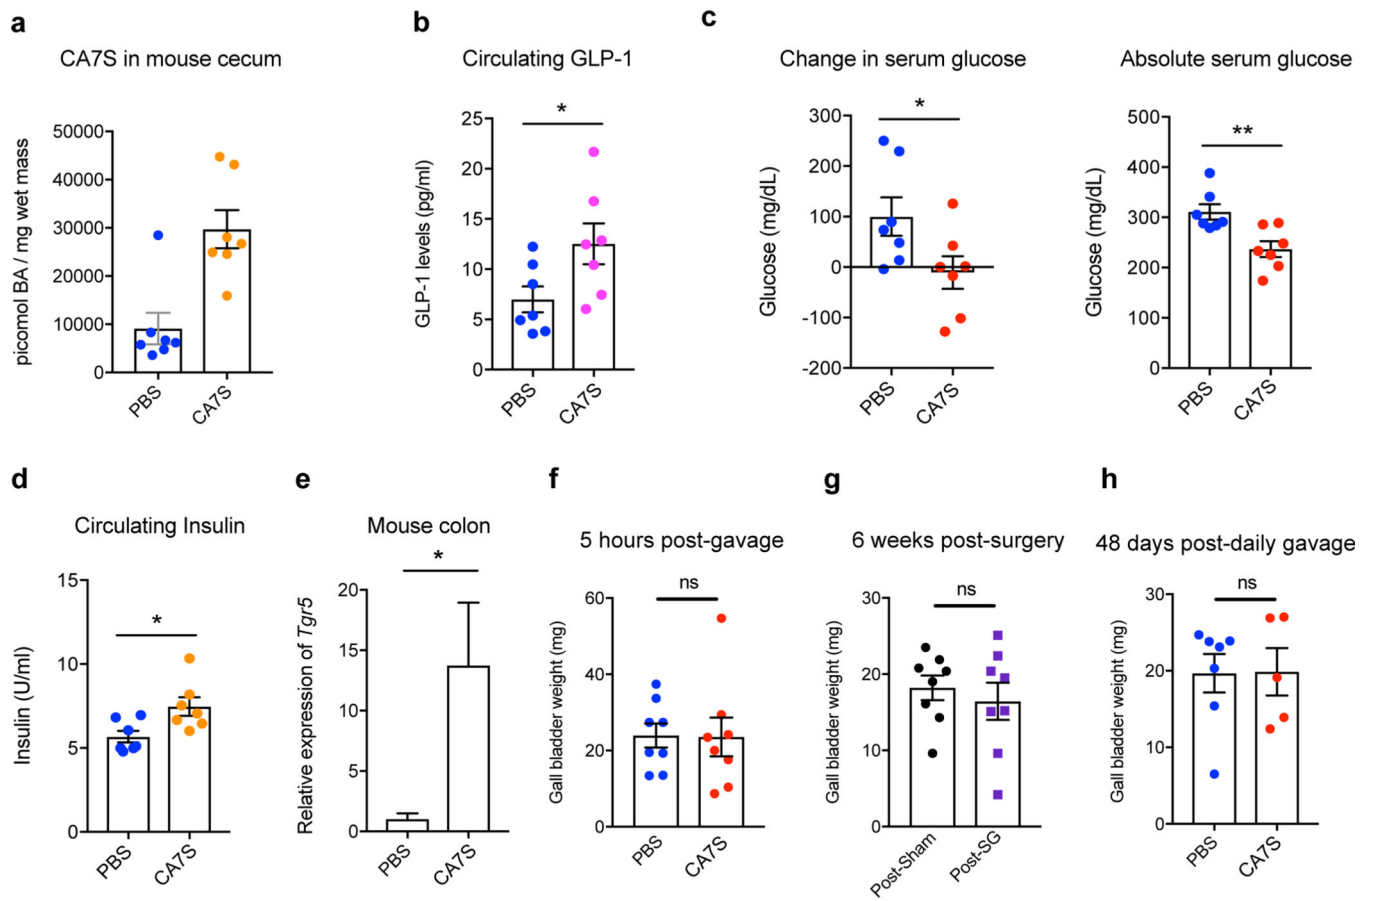 a
CA7S in mouse cecum
picomol BA / mg wet mass
50000
40000
30000
20000
10000
0
PBS
CA7S
b
Circulating GLP-1
GLP-1 levels (pg/ml)
25
20
15
10
5
0
*
PBS
CA7S
c
Change in serum glucose
Glucose (mg/dL)
300
200
100
0
-100
-200
*
PBS
CA7S
Absolute serum glucose
Glucose (mg/dL)
500
400
300
200
100
0
**
PBS
CA7S
d
Circulating Insulin
Insulin (U/ml)
15
10
5
0
*
PBS
CA7S
e
Mouse colon
Relative expression of Tgr5
20
15
10
5
0
*
PBS
CA7S
f
5 hours post-gavage
Gall bladder weight (mg)
60
40
20
0
ns
PBS
CA7S
g
6 weeks post-surgery
Gall bladder weight (mg)
30
20
10
0
ns
Post-Sham
Post-SG
h
48 days post-daily gavage
Gall bladder weight (mg)
30
20
10
0
ns
PBS
CA7S